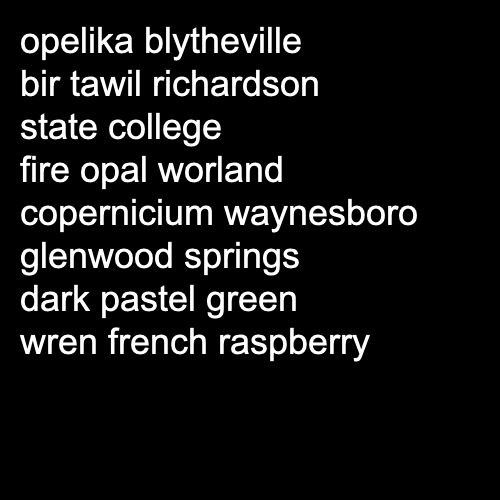 opelika blytheville
bir tawil richardson
state college
fire opal worland
copernicium waynesboro
glenwood springs
dark pastel green
wren french raspberry